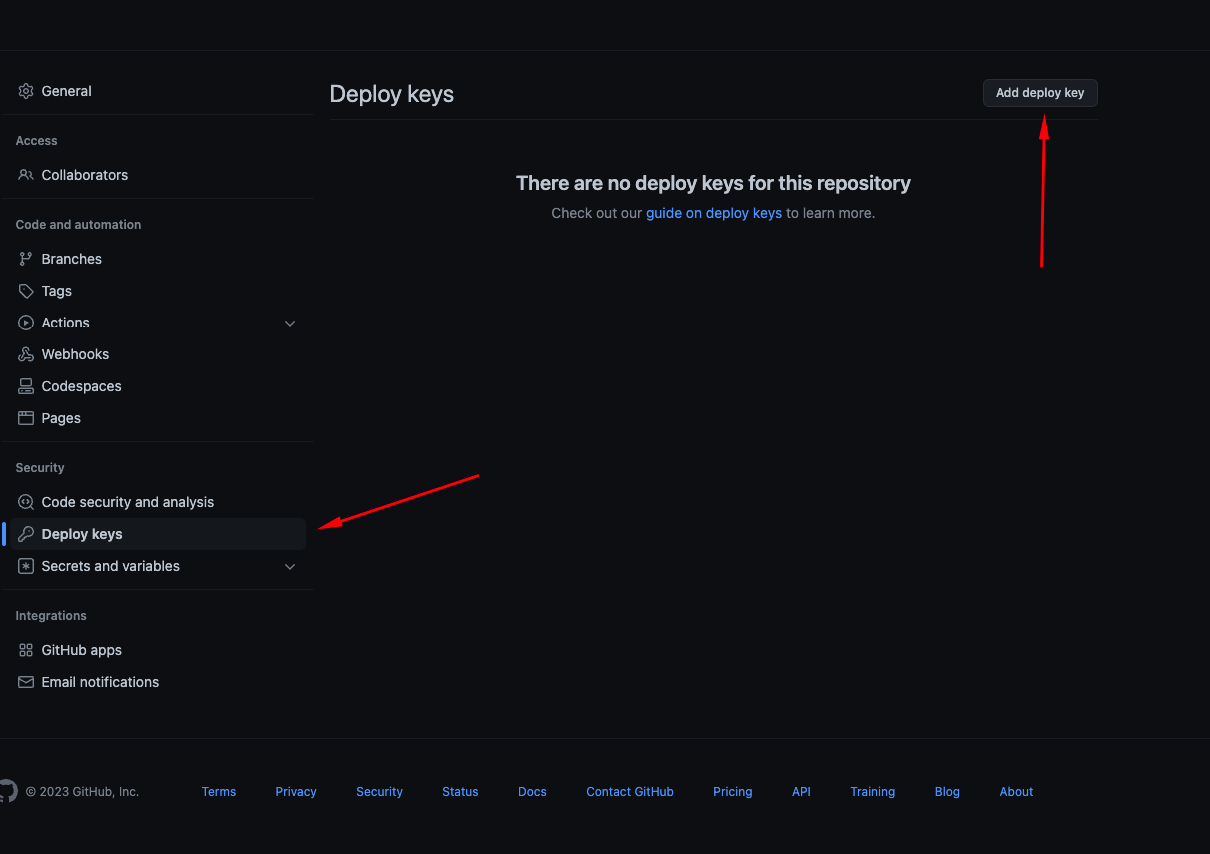 General
Access
Collaborators
Code and automation
Branches
Tags
Actions
Webhooks
Codespaces
Pages
Security
Code security and analysis
Deploy keys
Secrets and variables
Integrations
GitHub apps
Email notifications
Deploy keys
Add deploy key
There are no deploy keys for this repository
Check out our guide on deploy keys to learn more.
© 2023 GitHub, Inc. Terms Privacy Security Status Docs Contact GitHub Pricing API Training Blog About